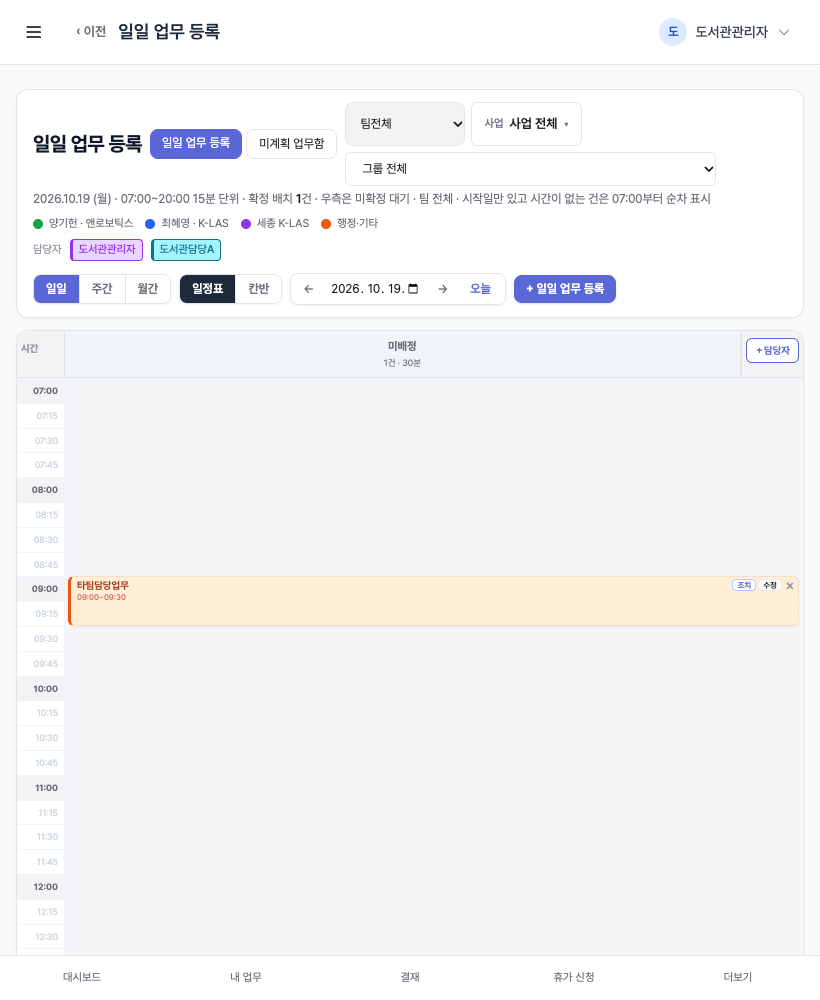 ‹ 이전 일일 업무 등록
도 도서관관리자
일일 업무 등록 일일 업무 등록 미계획 업무함
팀전체 사업 사업 전체 ▾
그룹 전체
2026.10.19 (월) · 07:00~20:00 15분 단위 · 확정 배치 1건 · 우측은 미확정 대기 · 팀 전체 · 시작일만 있고 시간이 없는 건은 07:00부터 순차 표시
양기헌 · 앤로보틱스 최혜영 · K-LAS 세종 K-LAS 행정·기타
담당자 도서관관리자 도서관담당A
일일 주간 월간 일정표 칸반 ← 2026. 10. 19. → 오늘 + 일일 업무 등록
시간 미배정 + 담당자
1건 · 30분
07:00
07:15
07:30
07:45
08:00
08:15
08:30
08:45
09:00 타팀담당업무 조치 수정 ×
09:00~09:30
09:15
09:30
09:45
10:00
10:15
10:30
10:45
11:00
11:15
11:30
11:45
12:00
12:15
12:30
대시보드 내 업무 결재 휴가 신청 더보기